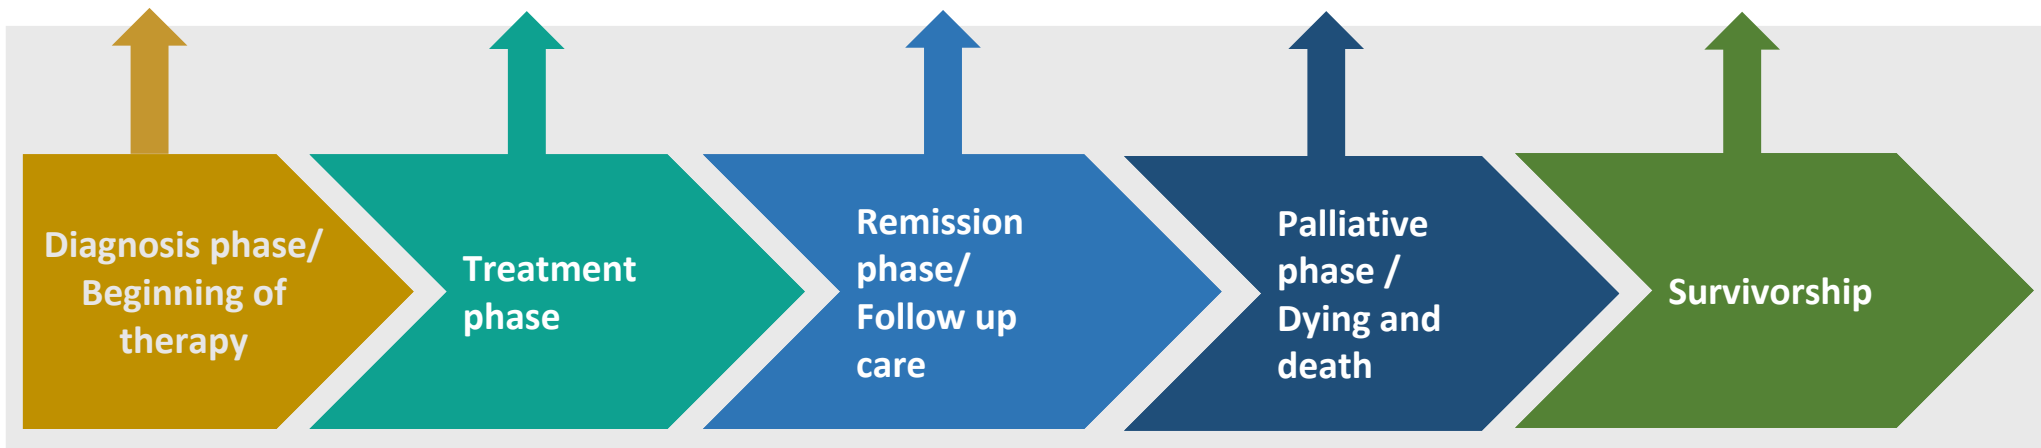 Diagnosis phase/
Beginning of
therapy
Treatment
phase
Remission
phase/
Follow up
care
Palliative
phase /
Dying and
death
Survivorship